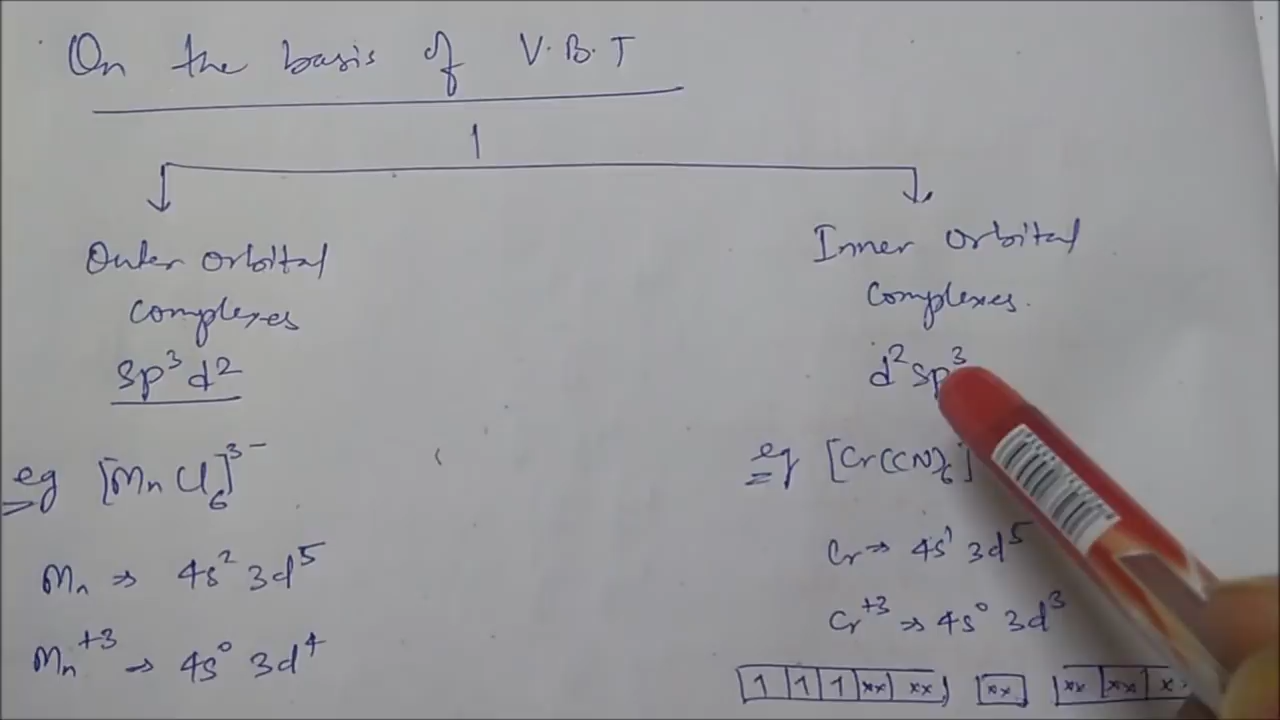 On the basis of V.B.T
Outer orbital
complexes
sp³d²
eg [MnCl₆]³⁻
Mn ⇒ 4s² 3d⁵
Mn⁺³ → 4s⁰ 3d⁴
Inner orbital
complexes.
d²sp³
eg [Cr(CN)₆]
Cr ⇒ 4s¹ 3d⁵
Cr⁺³ ⇒ 4s⁰ 3d³
1 1 1 xx xx xx xx xx x